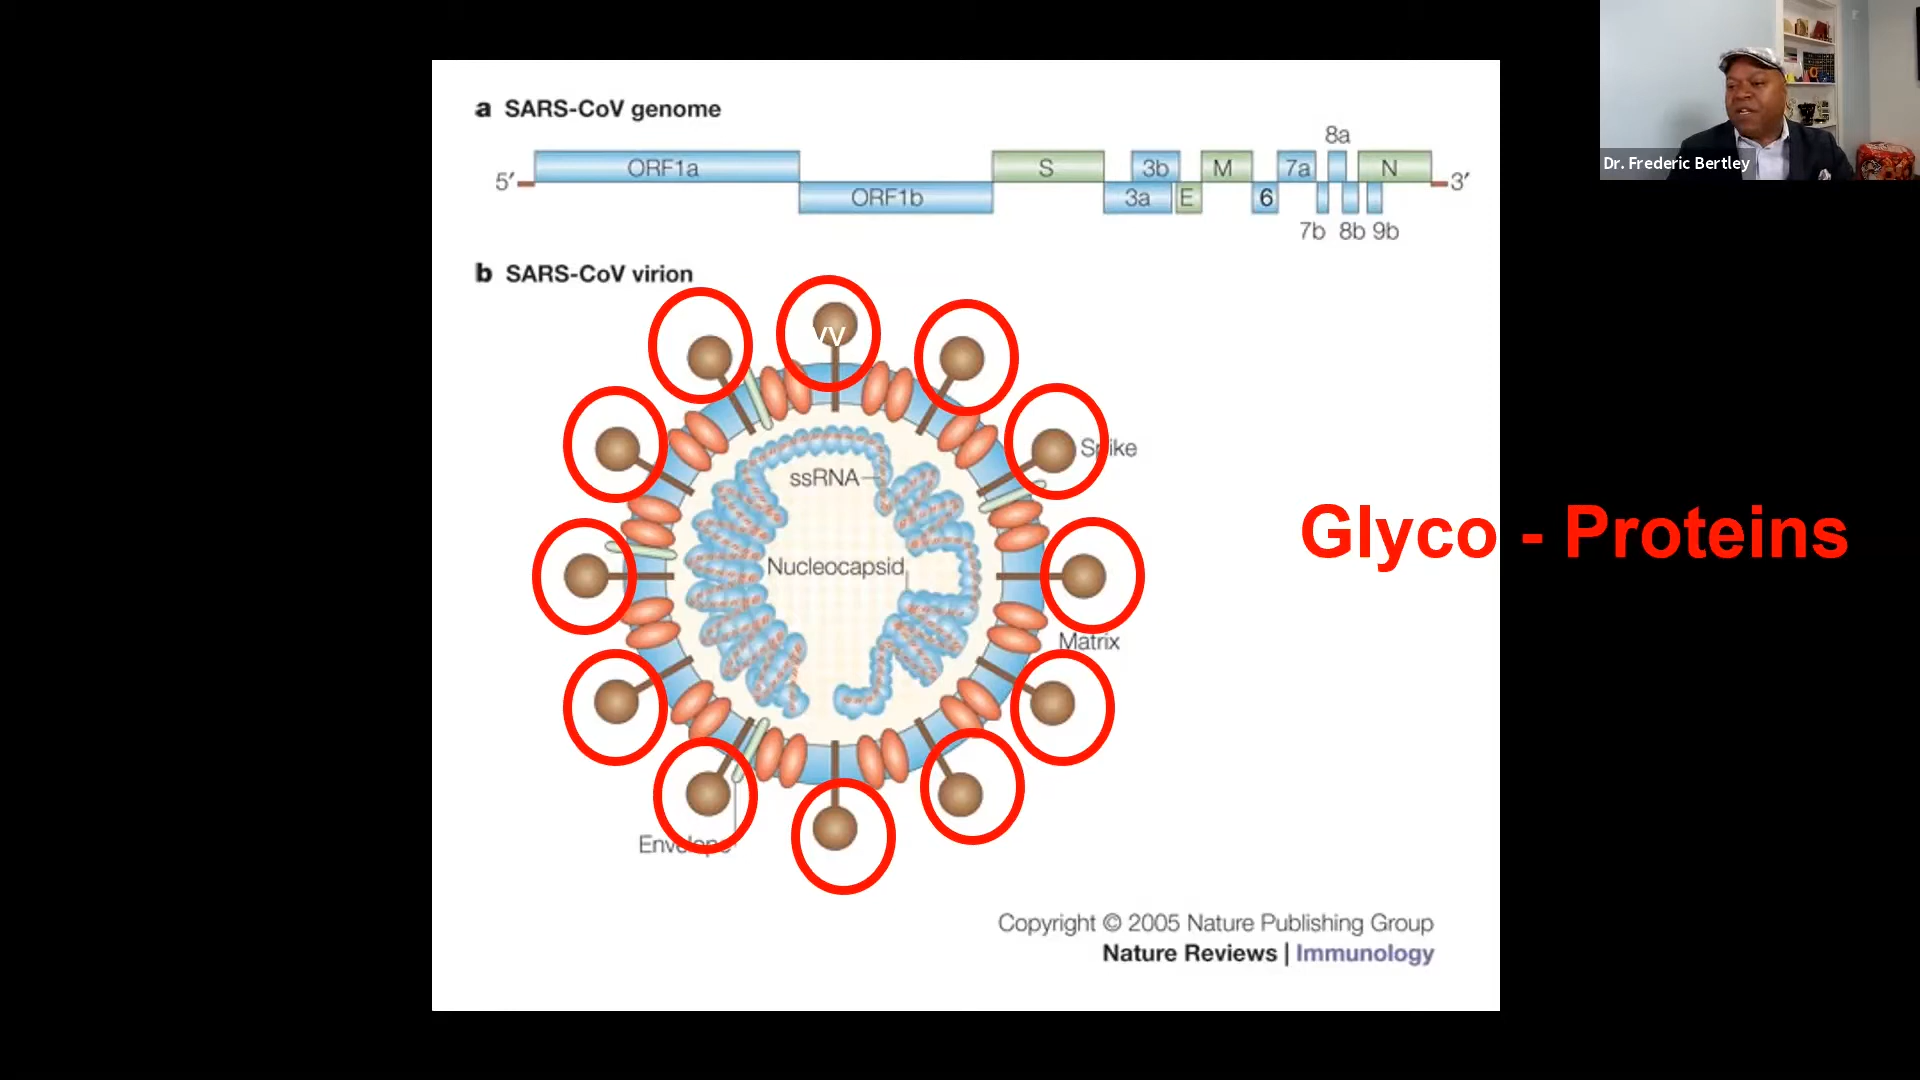 a SARS-CoV genome
8a
5′ ORF1a S 3b M 7a N 3′
ORF1b 3a E 6
7b 8b 9b
b SARS-CoV virion
vv
Spike
ssRNA
Nucleocapsid
Matrix
Envelope
Glyco - Proteins
Copyright © 2005 Nature Publishing Group
Nature Reviews | Immunology
Dr. Frederic Bertley